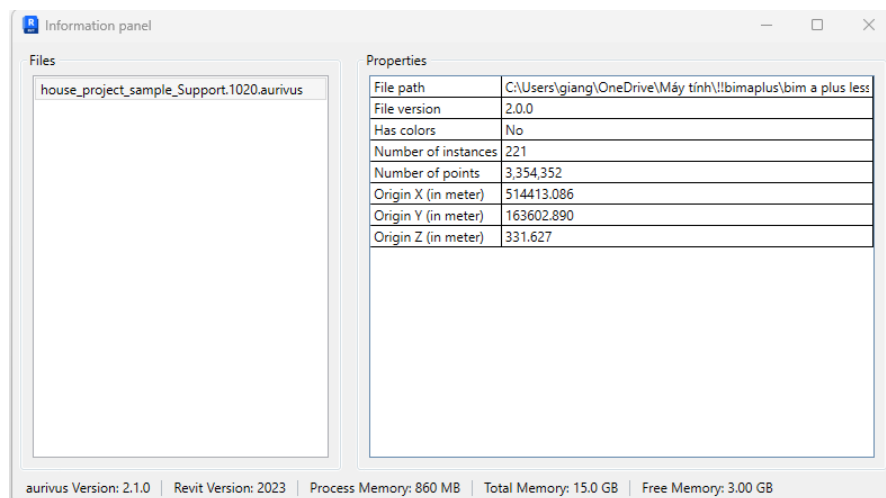 Information panel
Files
house_project_sample_Support.1020.aurivus
Properties
File path C:\Users\giang\OneDrive\Máy tính\!!bimaplus\bim a plus less
File version 2.0.0
Has colors No
Number of instances 221
Number of points 3,354,352
Origin X (in meter) 514413.086
Origin Y (in meter) 163602.890
Origin Z (in meter) 331.627
aurivus Version: 2.1.0 | Revit Version: 2023 | Process Memory: 860 MB | Total Memory: 15.0 GB | Free Memory: 3.00 GB